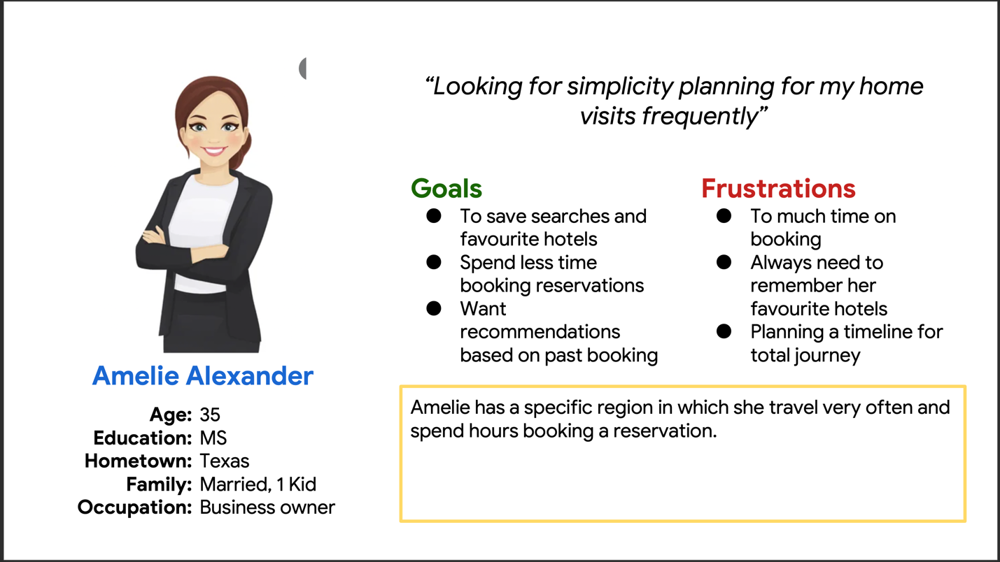 “Looking for simplicity planning for my home
visits frequently”
Goals
● To save searches and
favourite hotels
● Spend less time
booking reservations
● Want
recommendations
based on past booking
Frustrations
● To much time on
booking
● Always need to
remember her
favourite hotels
● Planning a timeline for
total journey
Amelie Alexander
Age: 35
Education: MS
Hometown: Texas
Family: Married, 1 Kid
Occupation: Business owner
Amelie has a specific region in which she travel very often and
spend hours booking a reservation.